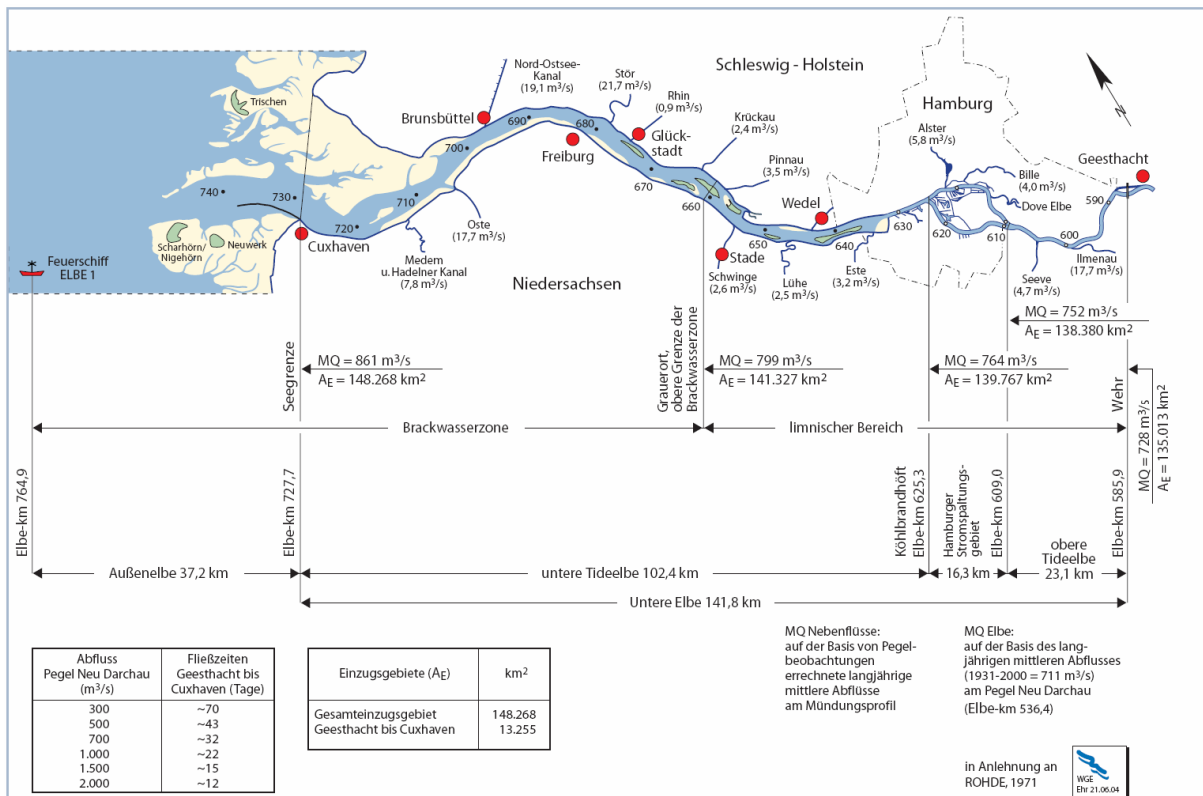 Schleswig - Holstein
Hamburg
Niedersachsen
Trischen
Scharhörn/
Nigehörn
Neuwerk
Feuerschiff
ELBE 1
Cuxhaven
Brunsbüttel
Nord-Ostsee-
Kanal
(19,1 m³/s)
Freiburg
Stör
(21,7 m³/s)
Rhin
(0,9 m³/s)
Glück-
stadt
Krückau
(2,4 m³/s)
Pinnau
(3,5 m³/s)
Wedel
Alster
(5,8 m³/s)
Bille
(4,0 m³/s)
Dove Elbe
Geesthacht
N
Medem
u. Hadelner Kanal
(7,8 m³/s)
Oste
(17,7 m³/s)
Stade
Schwinge
(2,6 m³/s)
Lühe
(2,5 m³/s)
Este
(3,2 m³/s)
Seeve
(4,7 m³/s)
Ilmenau
(17,7 m³/s)
740
730
720
710
700
690
680
670
660
650
640
630
620
610
600
590
Seegrenze
MQ = 861 m³/s
A_E = 148.268 km²
Grauerort,
obere Grenze der
Brackwasserzone
MQ = 799 m³/s
A_E = 141.327 km²
MQ = 764 m³/s
A_E = 139.767 km²
MQ = 752 m³/s
A_E = 138.380 km²
Wehr
MQ = 728 m³/s
A_E = 135.013 km²
Brackwasserzone
limnischer Bereich
Elbe-km 764,9
Elbe-km 727,7
Köhlbrandhöft
Elbe-km 625,3
Hamburger
Stromspaltungs-
gebiet
Elbe-km 609,0
Elbe-km 585,9
Außenelbe 37,2 km
untere Tideelbe 102,4 km
16,3 km
obere
Tideelbe
23,1 km
Untere Elbe 141,8 km
Abfluss
Pegel Neu Darchau
(m³/s)
Fließzeiten
Geesthacht bis
Cuxhaven (Tage)
300 ~70
500 ~43
700 ~32
1.000 ~22
1.500 ~15
2.000 ~12
Einzugsgebiete (A_E) km²
Gesamteinzugsgebiet 148.268
Geesthacht bis Cuxhaven 13.255
MQ Nebenflüsse:
auf der Basis von Pegel-
beobachtungen
errechnete langjährige
mittlere Abflüsse
am Mündungsprofil
MQ Elbe:
auf der Basis des lang-
jährigen mittleren Abflusses
(1931-2000 = 711 m³/s)
am Pegel Neu Darchau
(Elbe-km 536,4)
in Anlehnung an
ROHDE, 1971
WGE
Ehr 21.06.04